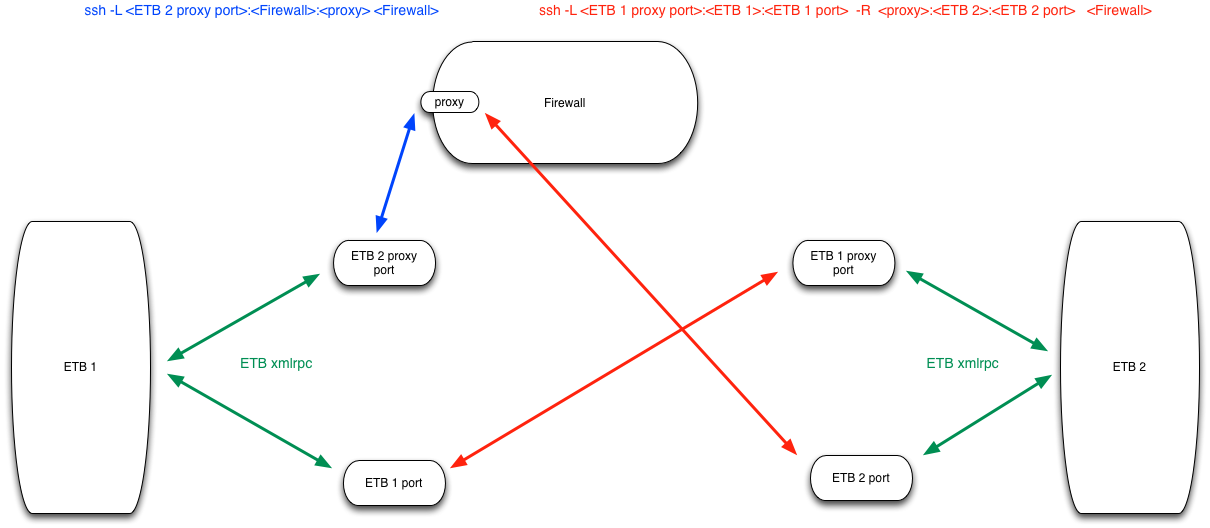 ssh -L <ETB 2 proxy port>:<Firewall>:<proxy> <Firewall>
ssh -L <ETB 1 proxy port>:<ETB 1>:<ETB 1 port> -R <proxy>:<ETB 2>:<ETB 2 port> <Firewall>
proxy
Firewall
ETB 2 proxy
port
ETB 1 proxy
port
ETB 1
ETB xmlrpc
ETB xmlrpc
ETB 2
ETB 1 port
ETB 2 port